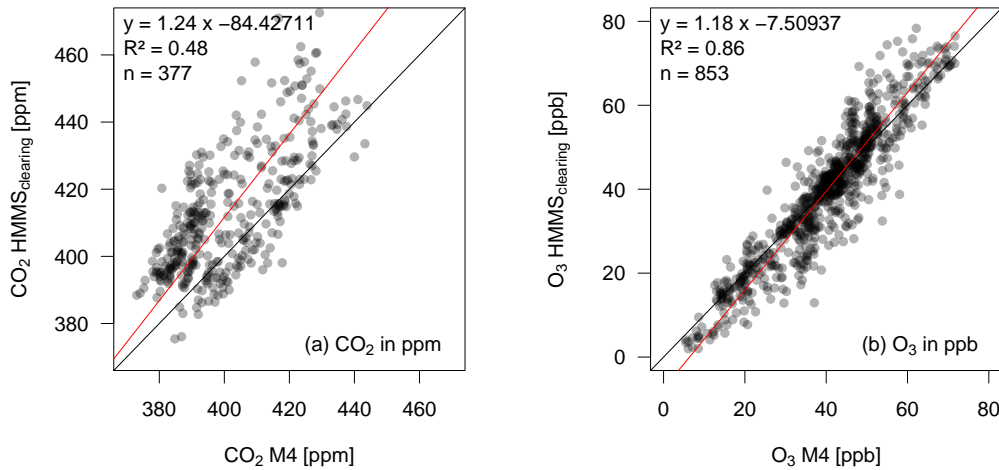 y = 1.24 x −84.42711
R² = 0.48
n = 377
460
440
420
400
380
CO2 HMMSclearing [ppm]
(a) CO2 in ppm
380 400 420 440 460
CO2 M4 [ppm]
y = 1.18 x −7.50937
R² = 0.86
n = 853
80
60
40
20
0
O3 HMMSclearing [ppb]
(b) O3 in ppb
0 20 40 60 80
O3 M4 [ppb]